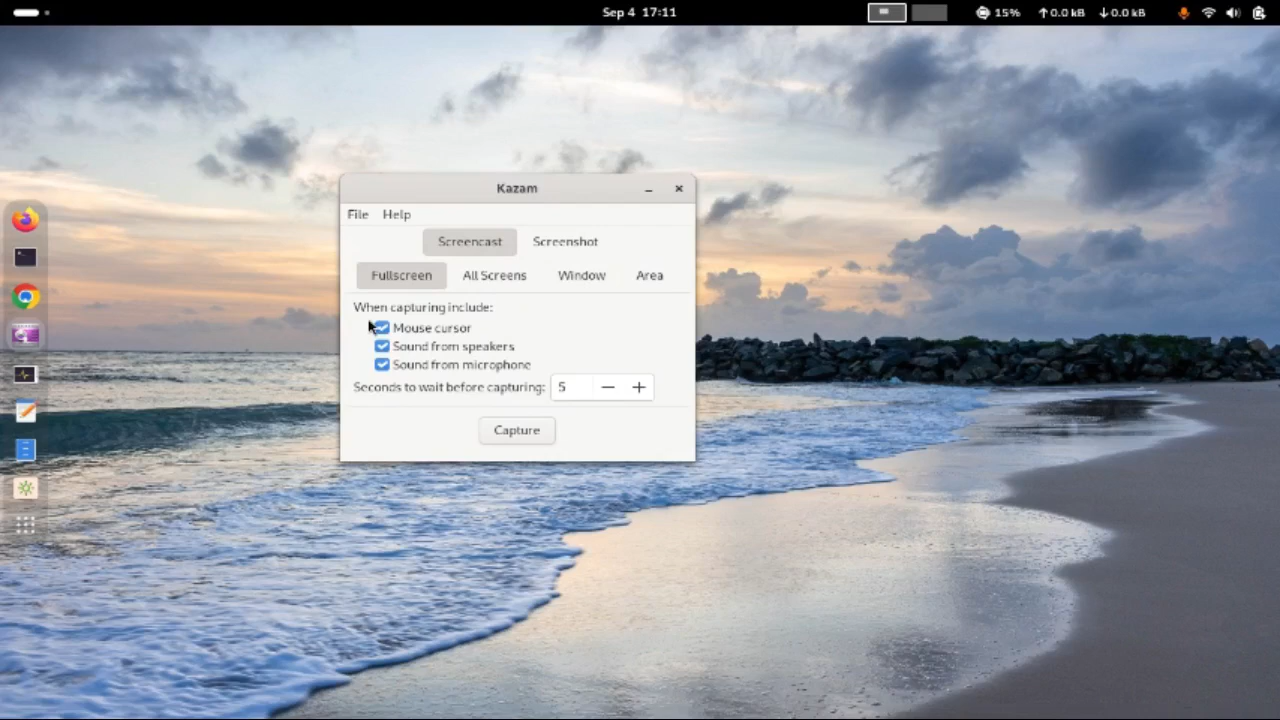 Sep 4 17:11
15%
0.0 kB
0.0 kB
Kazam
File Help
Screencast Screenshot
Fullscreen All Screens Window Area
When capturing include:
Mouse cursor
Sound from speakers
Sound from microphone
Seconds to wait before capturing: 5
Capture